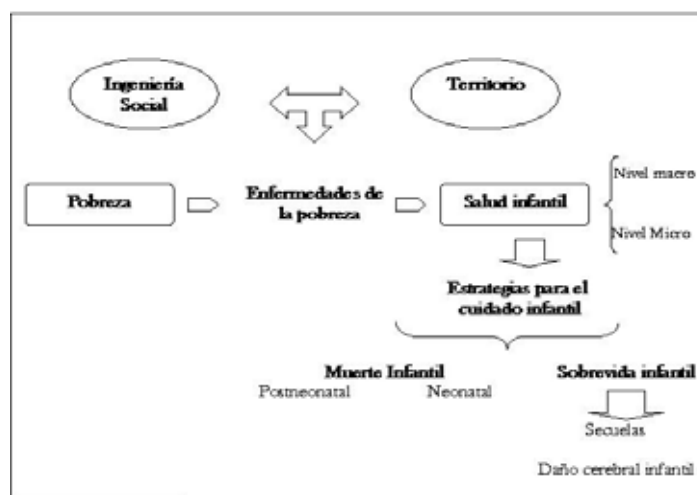 Ingeniería
Social
Territorio
Pobreza
Enfermedades de
la pobreza
Salud infantil
Nivel macro
Nivel Micro
Estrategias para el
cuidado infantil
Muerte Infantil
Sobrevida infantil
Postneonatal
Neonatal
Secuelas
Daño cerebral infantil